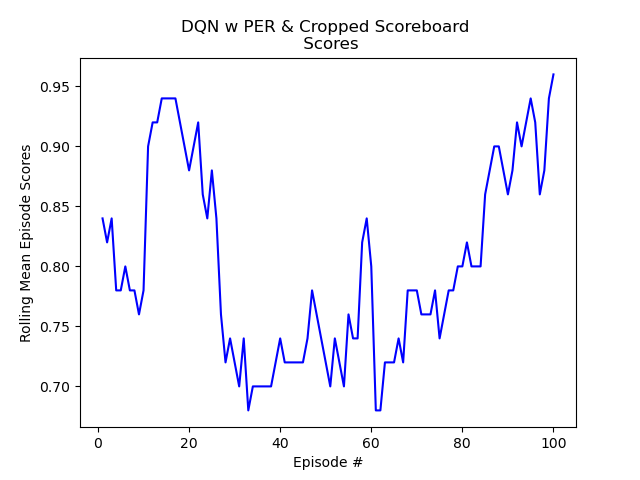 DQN w PER & Cropped Scoreboard
Scores
Rolling Mean Episode Scores
0.95
0.90
0.85
0.80
0.75
0.70
0 20 40 60 80 100
Episode #